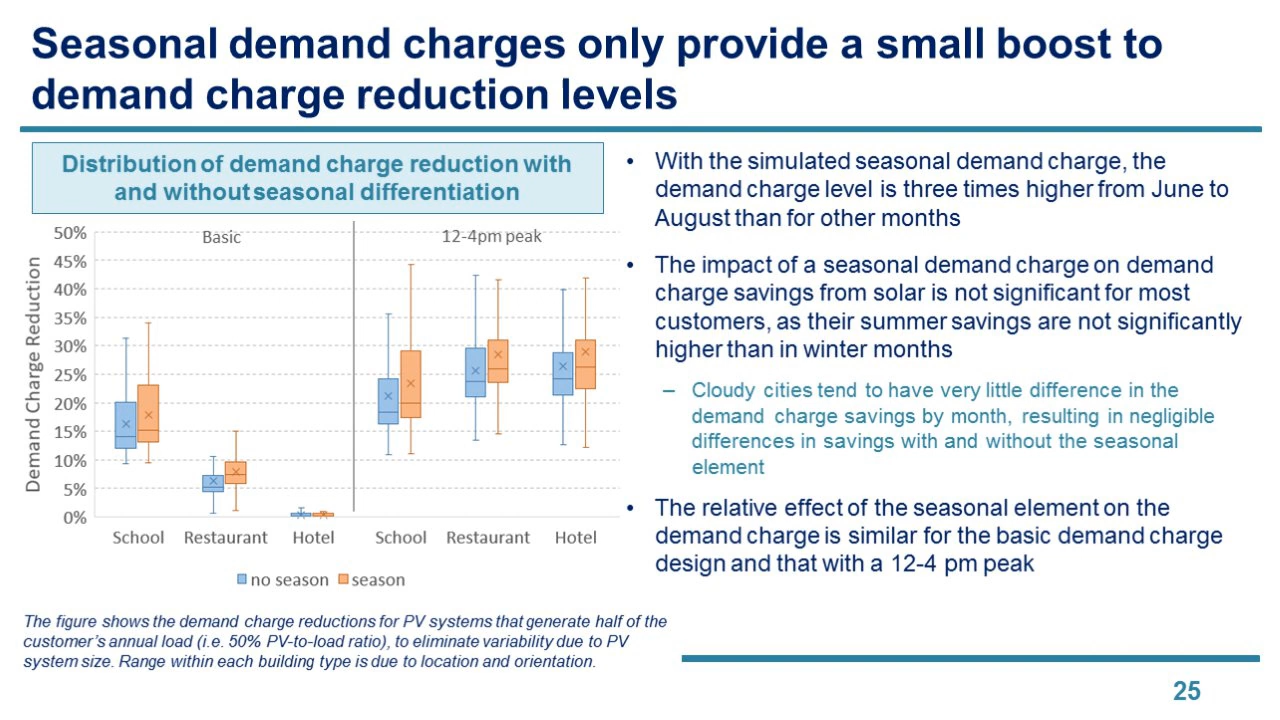 Seasonal demand charges only provide a small boost to
demand charge reduction levels
Distribution of demand charge reduction with
and without seasonal differentiation
Demand Charge Reduction
50%
45%
40%
35%
30%
25%
20%
15%
10%
5%
0%
Basic
12-4pm peak
School Restaurant Hotel School Restaurant Hotel
no season season
The figure shows the demand charge reductions for PV systems that generate half of the
customer's annual load (i.e. 50% PV-to-load ratio), to eliminate variability due to PV
system size. Range within each building type is due to location and orientation.
• With the simulated seasonal demand charge, the
demand charge level is three times higher from June to
August than for other months
• The impact of a seasonal demand charge on demand
charge savings from solar is not significant for most
customers, as their summer savings are not significantly
higher than in winter months
– Cloudy cities tend to have very little difference in the
demand charge savings by month, resulting in negligible
differences in savings with and without the seasonal
element
• The relative effect of the seasonal element on the
demand charge is similar for the basic demand charge
design and that with a 12-4 pm peak
25